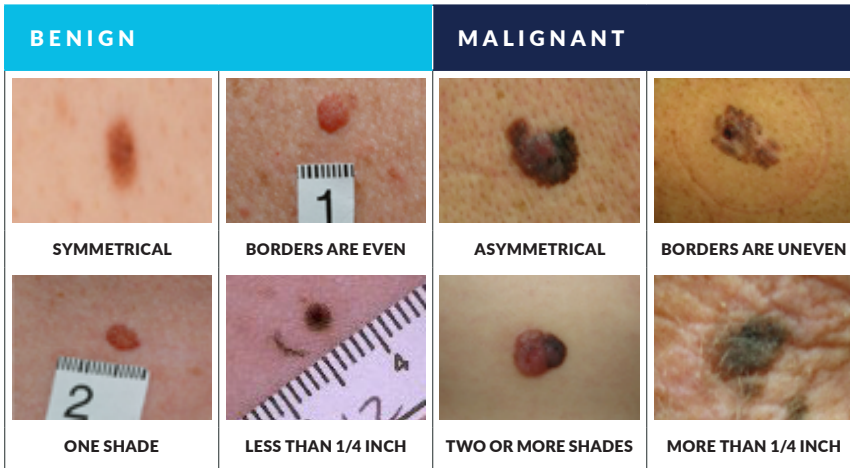 BENIGN
MALIGNANT
1
SYMMETRICAL
BORDERS ARE EVEN
ASYMMETRICAL
BORDERS ARE UNEVEN
2
4
ONE SHADE
LESS THAN 1/4 INCH
TWO OR MORE SHADES
MORE THAN 1/4 INCH